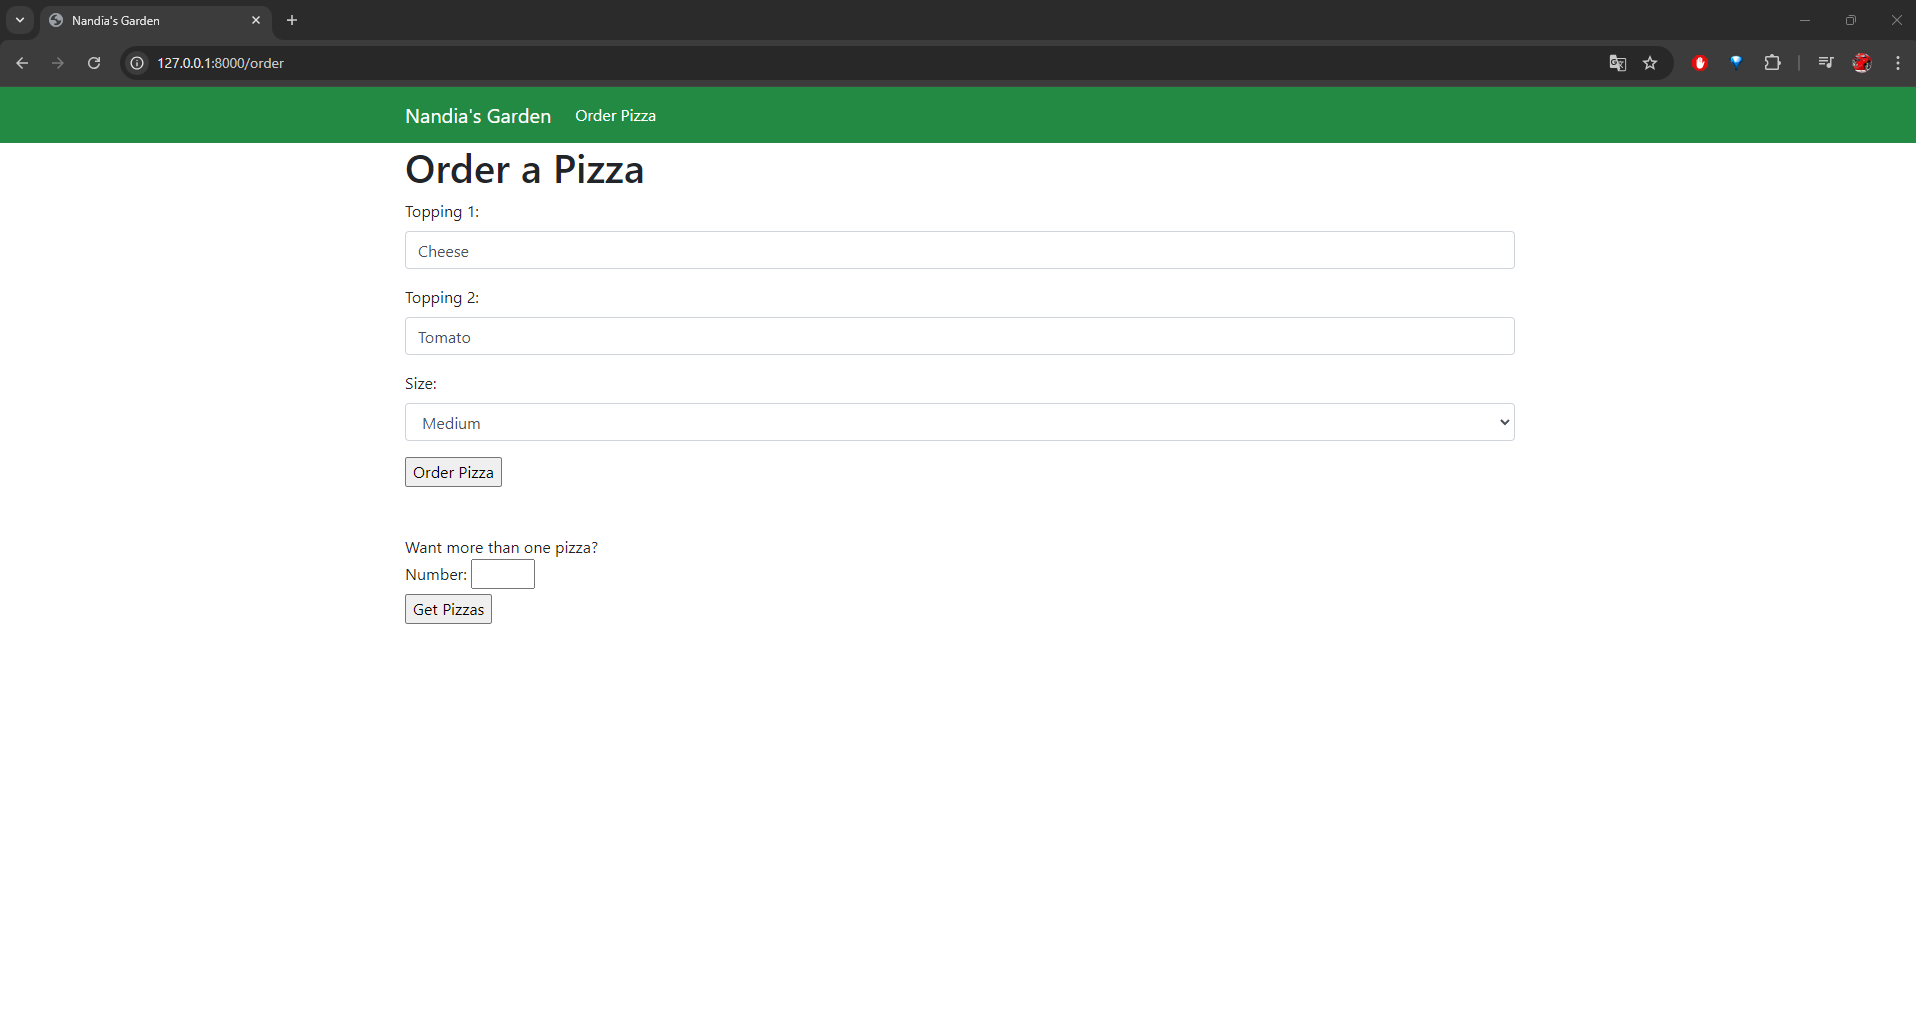 Nandia's Garden
127.0.0.1:8000/order
Nandia's Garden Order Pizza
Order a Pizza
Topping 1:
Cheese
Topping 2:
Tomato
Size:
Medium
Order Pizza
Want more than one pizza?
Number:
Get Pizzas